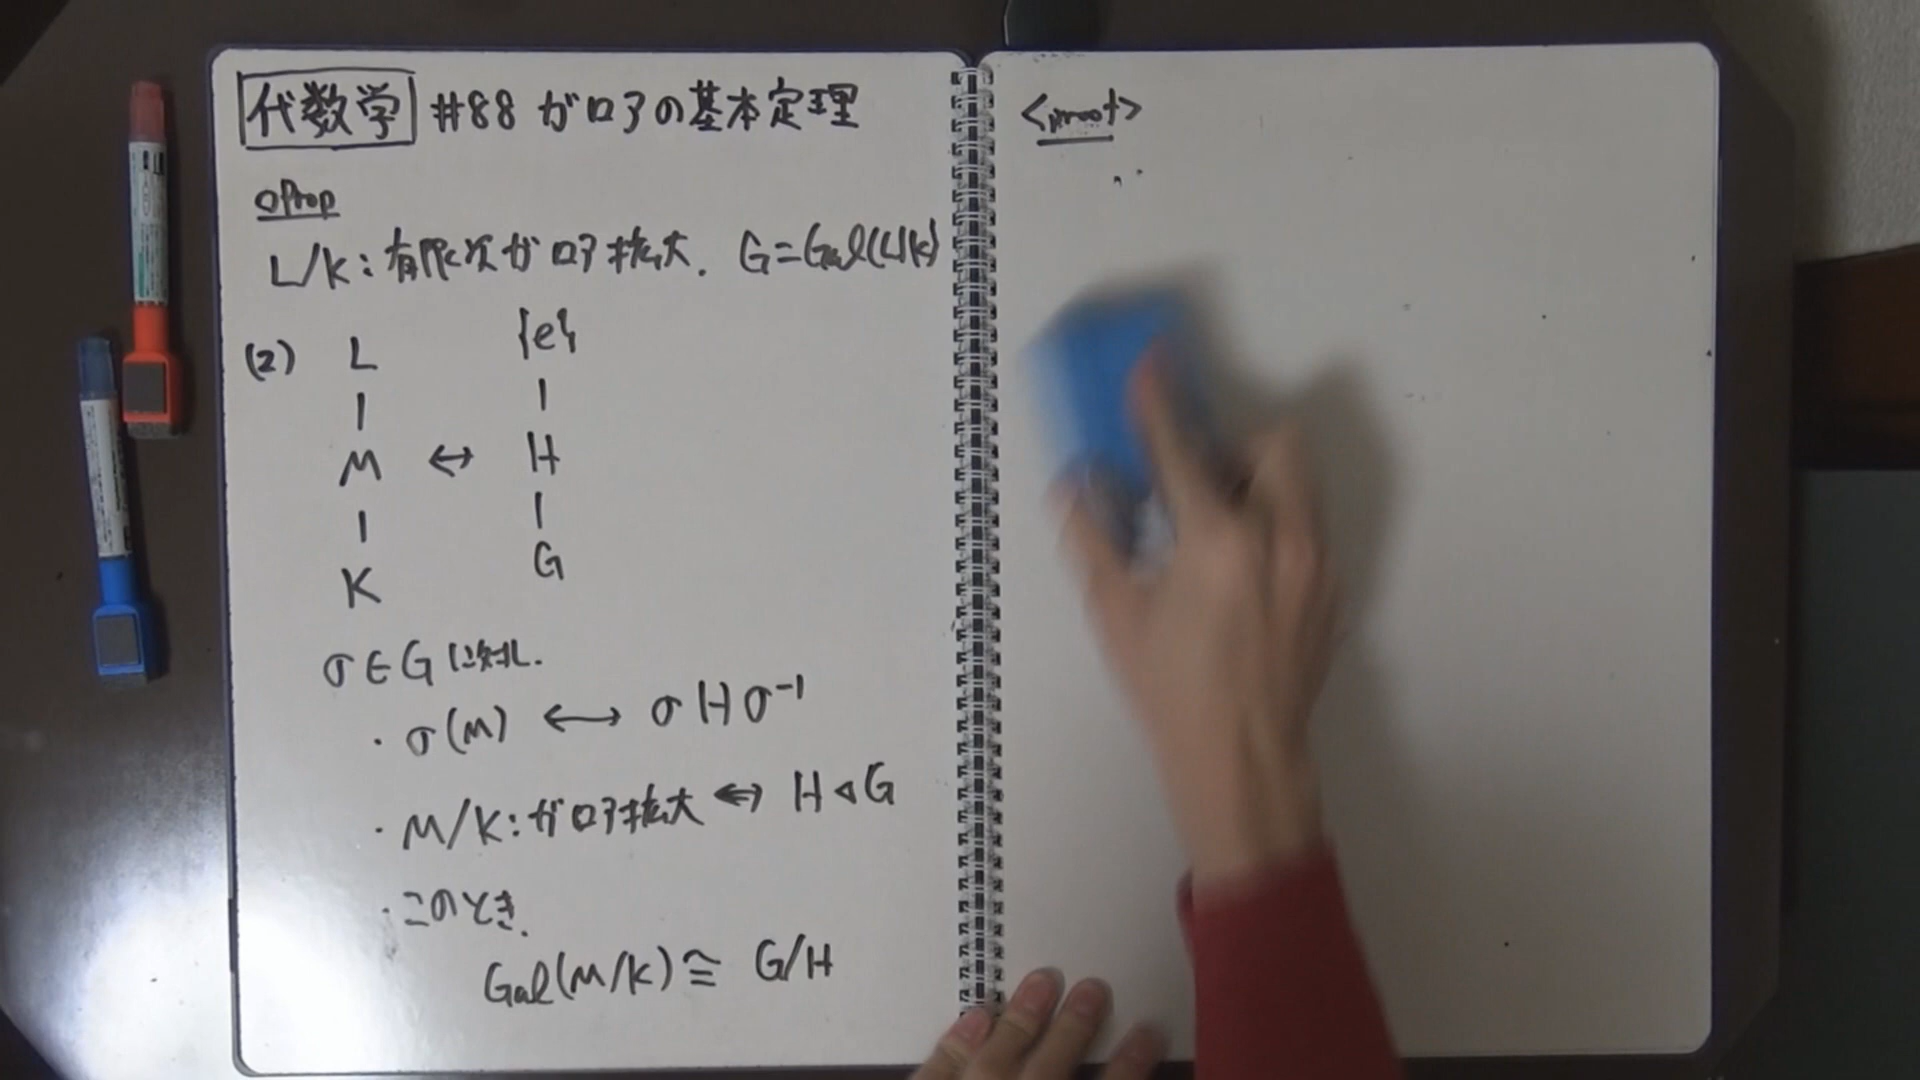 代数学 #88 ガロアの基本定理
○Prop
L/K:有限次ガロア拡大. G=Gal(L/K)
(2) L {e}
| |
M ↔ H
| |
K G
σ∈Gに対し.
・σ(M) ⟷ σHσ⁻¹
・M/K:ガロア拡大 ↔ H◁G
・このとき.
Gal(M/K)≅ G/H
<proof>